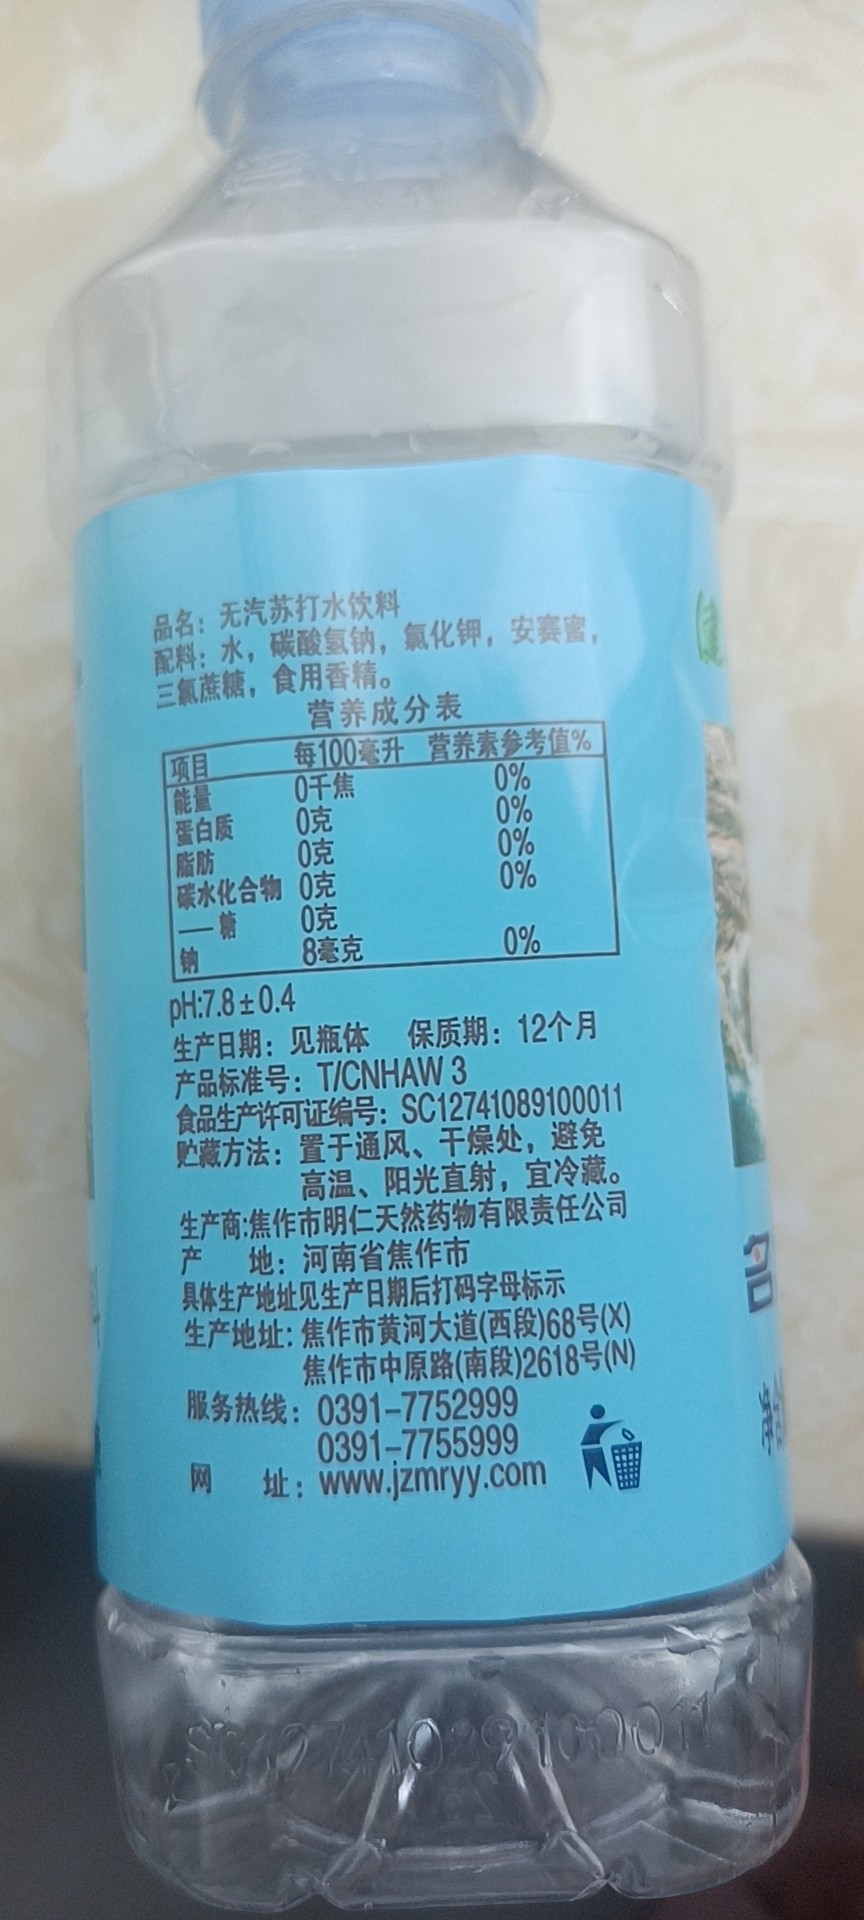 品名：无汽苏打水饮料
配料：水，碳酸氢钠，氯化钾，安赛蜜，
三氯蔗糖，食用香精。
营养成分表
项目 每100毫升 营养素参考值%
能量 0千焦 0%
蛋白质 0克 0%
脂肪 0克 0%
碳水化合物 0克 0%
——糖 0克
钠 8毫克 0%
pH:7.8±0.4
生产日期：见瓶体 保质期：12个月
产品标准号：T/CNHAW 3
食品生产许可证编号：SC12741089100011
贮藏方法：置于通风、干燥处，避免
高温、阳光直射，宜冷藏。
生产商:焦作市明仁天然药物有限责任公司
产 地：河南省焦作市
具体生产地址见生产日期后打码字母标示
生产地址：焦作市黄河大道(西段)68号(X)
焦作市中原路(南段)2618号(N)
服务热线：0391-7752999
0391-7755999
网 址：www.jzmryy.com
名
净含
SC12741089100011